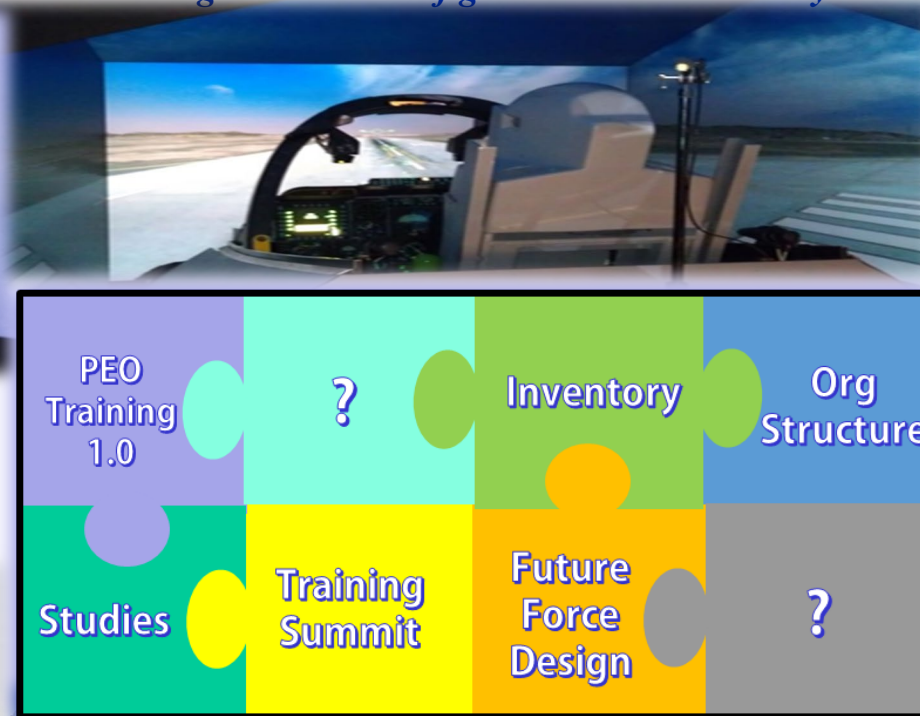 PEO
Training
1.0
?
Inventory
Org
Structure
Studies
Training
Summit
Future
Force
Design
?